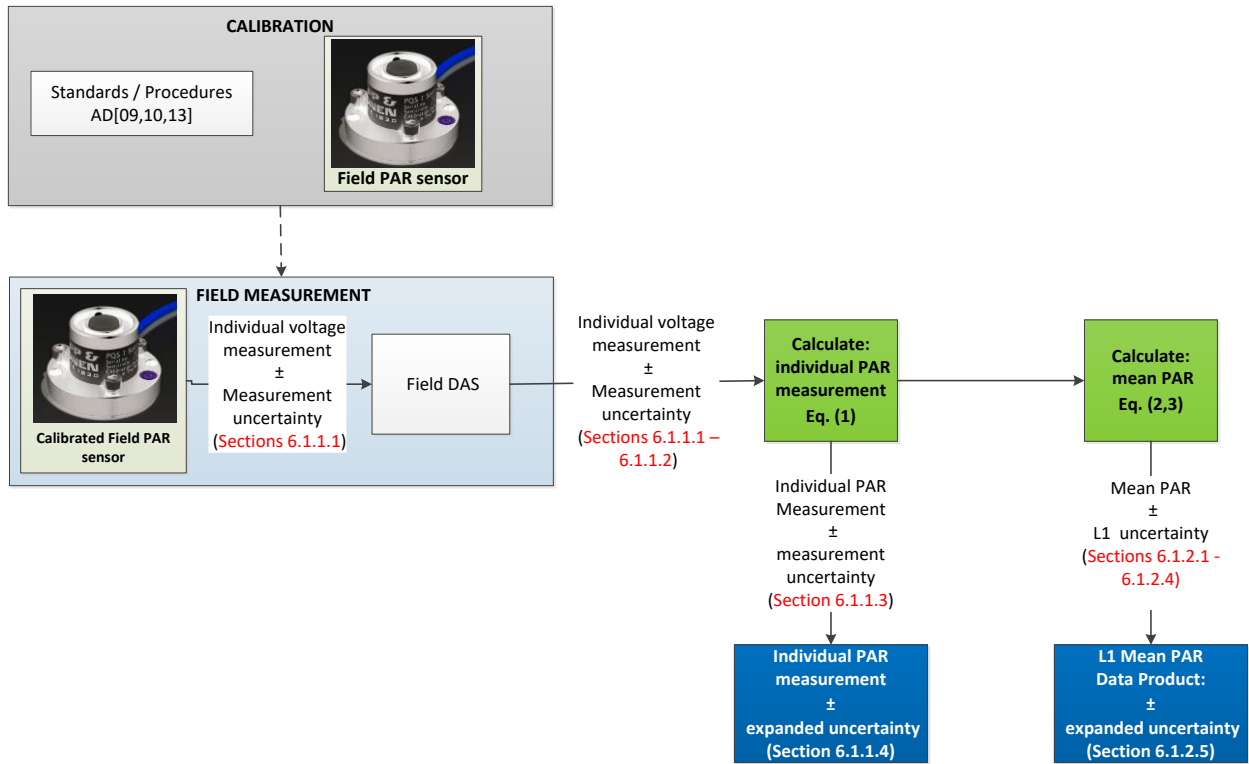 CALIBRATION
Standards / Procedures
AD[09,10,13]
PQS 1
Field PAR sensor
FIELD MEASUREMENT
PQS 1
Calibrated Field PAR
sensor
Individual voltage
measurement
±
Measurement
uncertainty
(Sections 6.1.1.1)
Field DAS
Individual voltage
measurement
±
Measurement
uncertainty
(Sections 6.1.1.1 –
6.1.1.2)
Calculate:
individual PAR
measurement
Eq. (1)
Calculate:
mean PAR
Eq. (2,3)
Individual PAR
Measurement
±
measurement
uncertainty
(Section 6.1.1.3)
Mean PAR
±
L1 uncertainty
(Sections 6.1.2.1 -
6.1.2.4)
Individual PAR
measurement
±
expanded uncertainty
(Section 6.1.1.4)
L1 Mean PAR
Data Product:
±
expanded uncertainty
(Section 6.1.2.5)